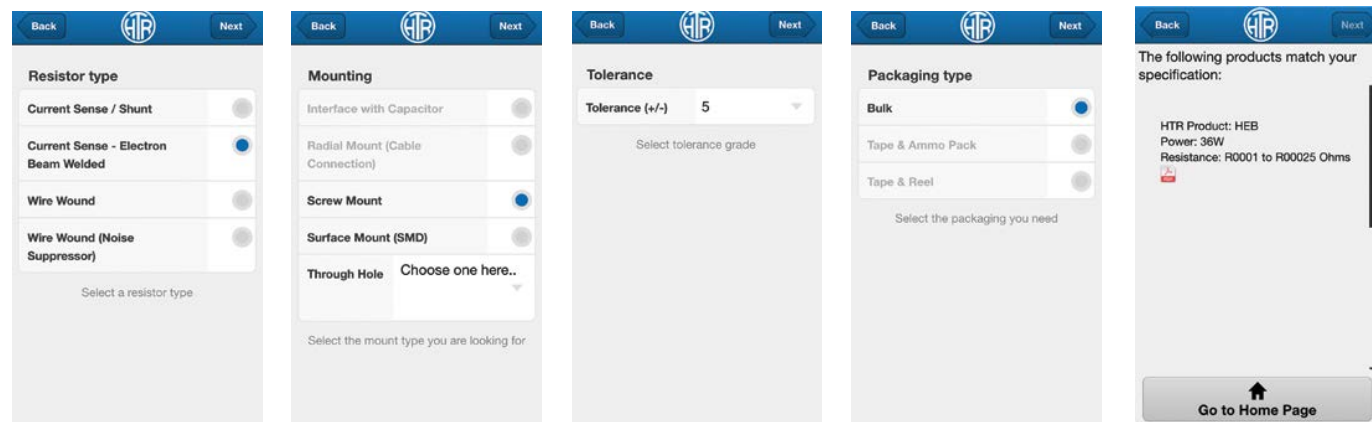 Back
HTR
Next
Resistor type
Current Sense / Shunt
Current Sense - Electron
Beam Welded
Wire Wound
Wire Wound (Noise
Suppressor)
Select a resistor type
Back
HTR
Next
Mounting
Interface with Capacitor
Radial Mount (Cable
Connection)
Screw Mount
Surface Mount (SMD)
Through Hole
Choose one here..
Select the mount type you are looking for
Back
HTR
Next
Tolerance
Tolerance (+/-)
5
Select tolerance grade
Back
HTR
Next
Packaging type
Bulk
Tape & Ammo Pack
Tape & Reel
Select the packaging you need
Back
HTR
Next
The following products match your
specification:
HTR Product: HEB
Power: 36W
Resistance: R0001 to R00025 Ohms
Go to Home Page